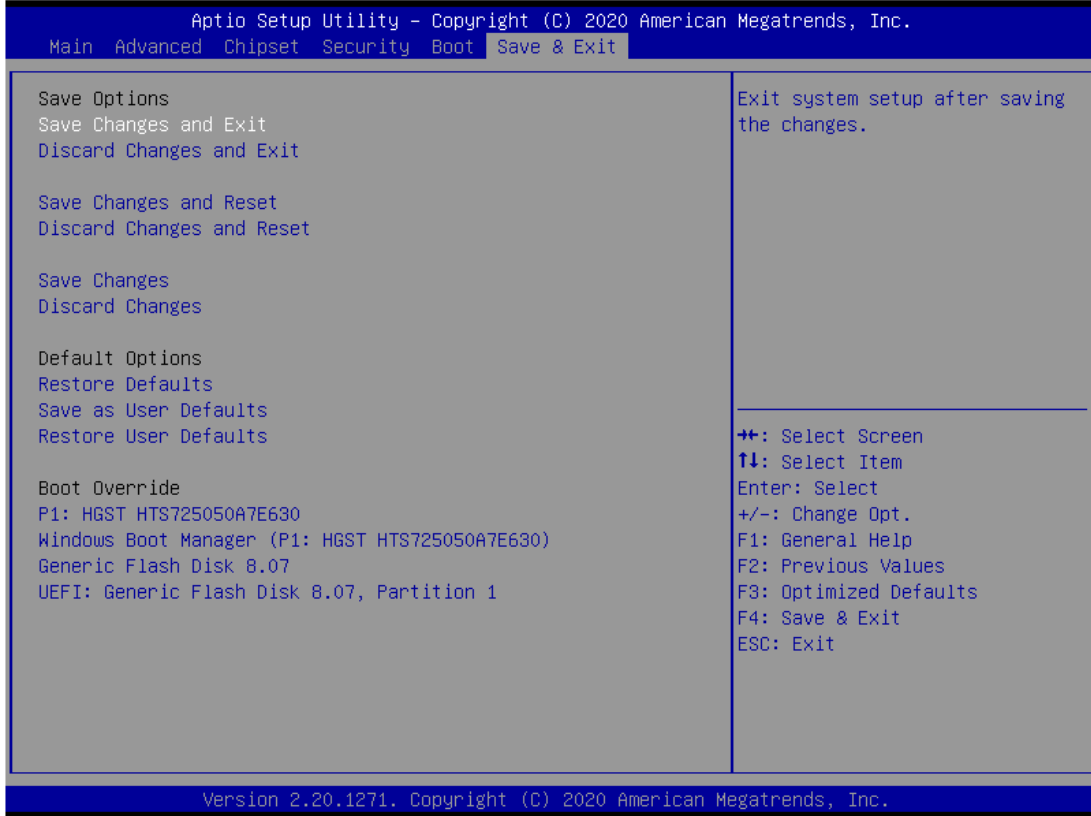 Aptio Setup Utility – Copyright (C) 2020 American Megatrends, Inc.
Main Advanced Chipset Security Boot Save & Exit
Save Options
Save Changes and Exit
Discard Changes and Exit
Save Changes and Reset
Discard Changes and Reset
Save Changes
Discard Changes
Default Options
Restore Defaults
Save as User Defaults
Restore User Defaults
Boot Override
P1: HGST HTS725050A7E630
Windows Boot Manager (P1: HGST HTS725050A7E630)
Generic Flash Disk 8.07
UEFI: Generic Flash Disk 8.07, Partition 1
Exit system setup after saving
the changes.
→←: Select Screen
↑↓: Select Item
Enter: Select
+/-: Change Opt.
F1: General Help
F2: Previous Values
F3: Optimized Defaults
F4: Save & Exit
ESC: Exit
Version 2.20.1271. Copyright (C) 2020 American Megatrends, Inc.